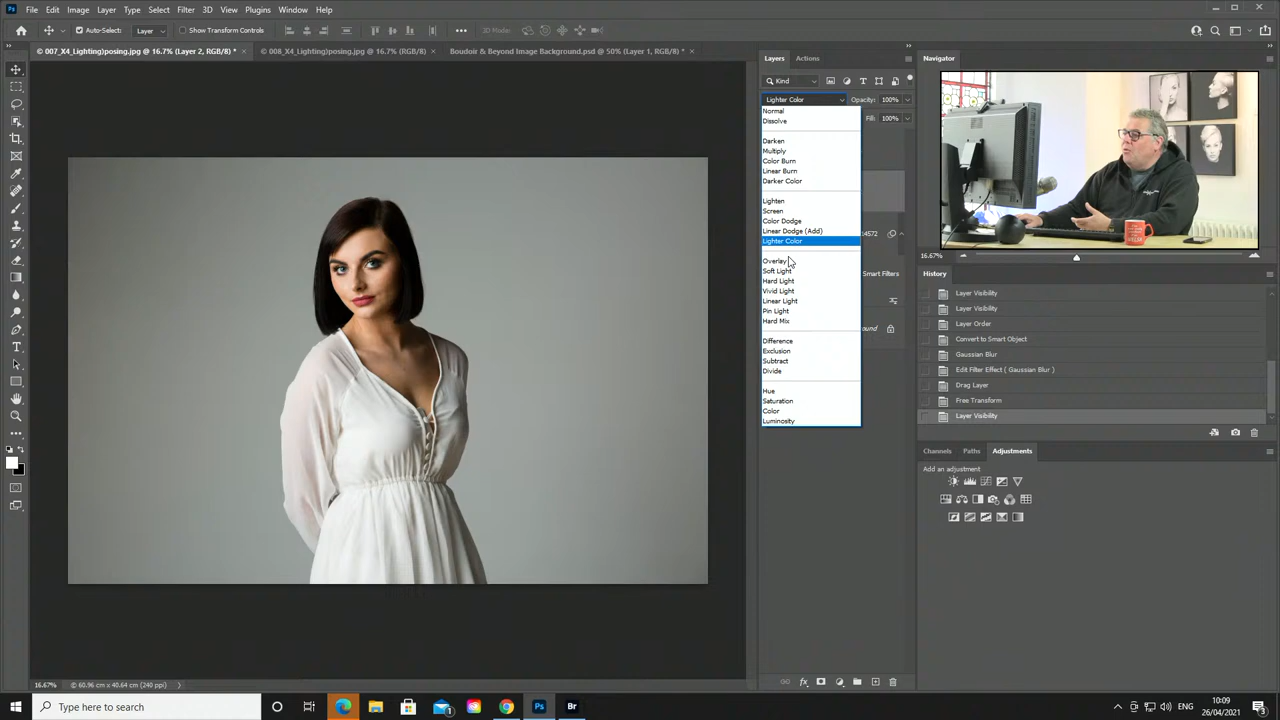 Ps File Edit Image Layer Type Select Filter 3D View Plugins Window Help
Auto-Select: Layer Show Transform Controls 3D Mode:
© 007_X4_Lighting)posing.jpg @ 16.7% (Layer 2, RGB/8) * × © 008_X4_Lighting)posing.jpg @ 16.7% (RGB/8) × Boudoir & Beyond Image Background.psd @ 50% (Layer 1, RGB/8*) * ×
Layers Actions
Navigator
Kind
Lighter Color Opacity: 100%
Fill: 100%
Normal
Dissolve
Darken
Multiply
Color Burn
Linear Burn
Darker Color
Lighten
Screen
Color Dodge
Linear Dodge (Add)
Lighter Color
Overlay
Soft Light
Hard Light
Vivid Light
Linear Light
Pin Light
Hard Mix
Difference
Exclusion
Subtract
Divide
Hue
Saturation
Color
Luminosity
14572
Smart Filters
ound
16.67%
History
Layer Visibility
Layer Visibility
Layer Order
Convert to Smart Object
Gaussian Blur
Edit Filter Effect ( Gaussian Blur )
Drag Layer
Free Transform
Layer Visibility
Channels Paths Adjustments
Add an adjustment
16.67% © 60.96 cm x 40.64 cm (240 ppi)
Type here to search
Ps Br
ENG
10:09
26/04/2021